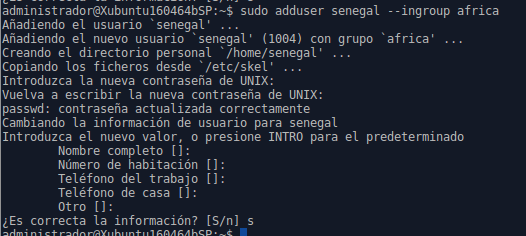 ¿Es correcta la información? [S/n] s
administrador@Xubuntu160464bSP:~$ sudo adduser senegal --ingroup africa
Añadiendo el usuario `senegal' ...
Añadiendo el nuevo usuario `senegal' (1004) con grupo `africa' ...
Creando el directorio personal `/home/senegal' ...
Copiando los ficheros desde `/etc/skel' ...
Introduzca la nueva contraseña de UNIX:
Vuelva a escribir la nueva contraseña de UNIX:
passwd: contraseña actualizada correctamente
Cambiando la información de usuario para senegal
Introduzca el nuevo valor, o presione INTRO para el predeterminado
        Nombre completo []:
        Número de habitación []:
        Teléfono del trabajo []:
        Teléfono de casa []:
        Otro []:
¿Es correcta la información? [S/n] s
administrador@Xubuntu160464bSP:~$